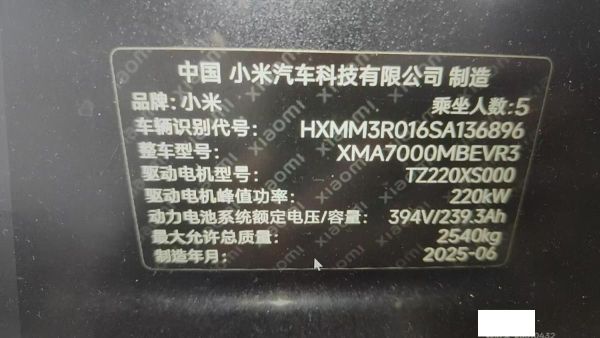 中国 小米汽车科技有限公司 制造
品牌:小米 乘坐人数:5
车辆识别代号: HXMM3R016SA136896
整车型号: XMA7000MBEVR3
驱动电机型号: TZ220XS000
驱动电机峰值功率: 220kW
动力电池系统额定电压/容量: 394V/239.3Ah
最大允许总质量: 2540kg
制造年月: 2025-06